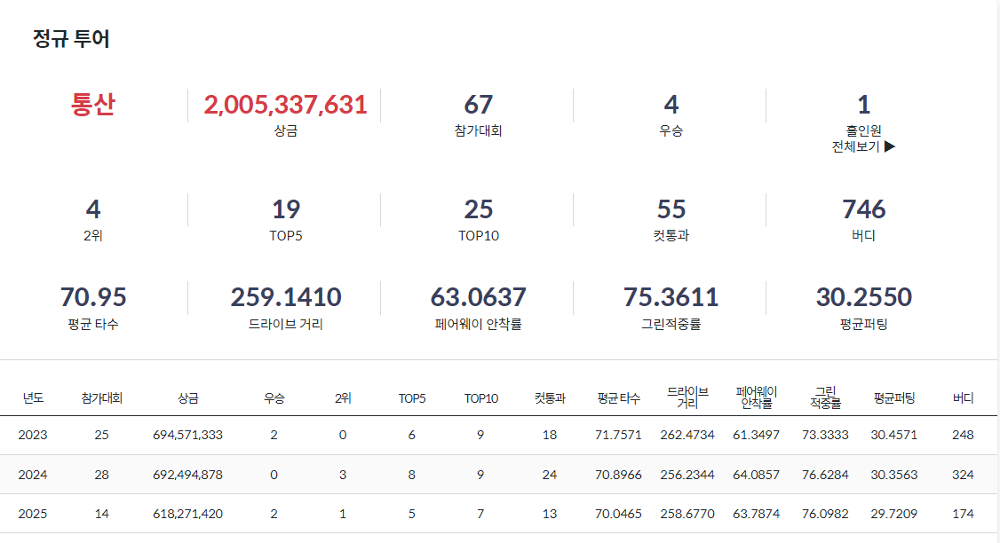 정규 투어
통산 2,005,337,631 67 4 1
상금 참가대회 우승 홀인원
전체보기 ▶
4 19 25 55 746
2위 TOP5 TOP10 컷통과 버디
70.95 259.1410 63.0637 75.3611 30.2550
평균 타수 드라이브 거리 페어웨이 안착률 그린적중률 평균퍼팅
년도 참가대회 상금 우승 2위 TOP5 TOP10 컷통과 평균 타수 드라이브 거리 페어웨이 안착률 그린 적중률 평균퍼팅 버디
2023 25 694,571,333 2 0 6 9 18 71.7571 262.4734 61.3497 73.3333 30.4571 248
2024 28 692,494,878 0 3 8 9 24 70.8966 256.2344 64.0857 76.6284 30.3563 324
2025 14 618,271,420 2 1 5 7 13 70.0465 258.6770 63.7874 76.0982 29.7209 174